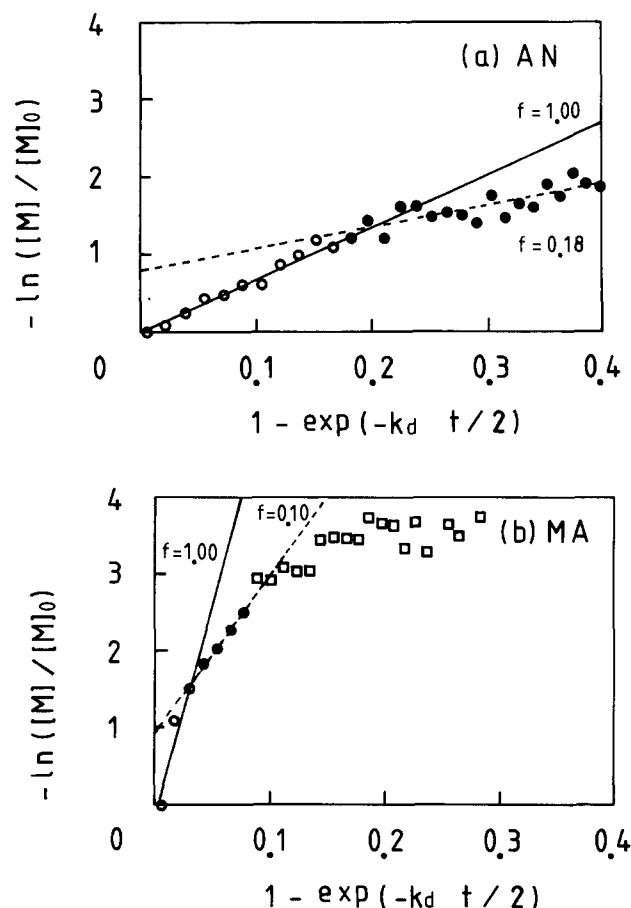 4
(a) AN
f = 1.00
3
2
1
f = 0.18
- ln ([M] / [M]0)
0 0.1 0.2 0.3 0.4
1 - exp (-kd t / 2)
4
f=1.00
f=0.10
(b) MA
3
2
1
- ln ([M] / [M]0)
0 0.1 0.2 0.3 0.4
1 - exp (-kd t / 2)